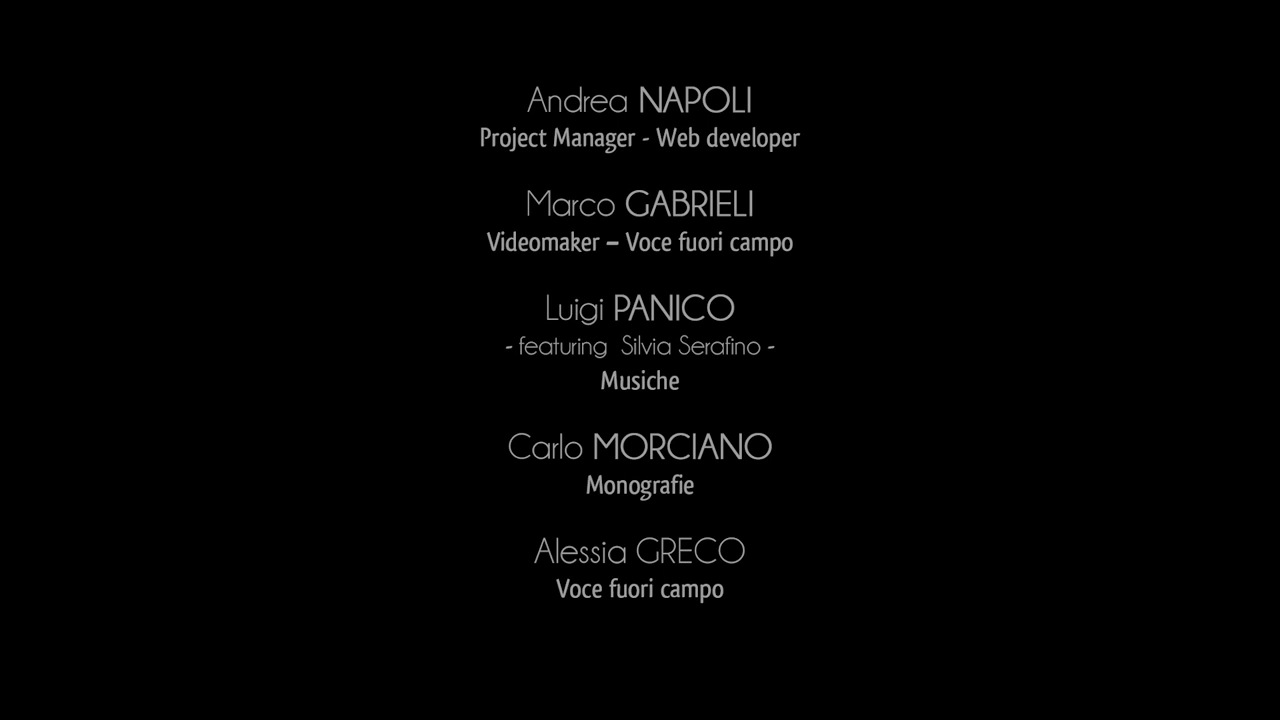 Andrea NAPOLI
Project Manager - Web developer
Marco GABRIELI
Videomaker – Voce fuori campo
Luigi PANICO
- featuring Silvia Serafino -
Musiche
Carlo MORCIANO
Monografie
Alessia GRECO
Voce fuori campo